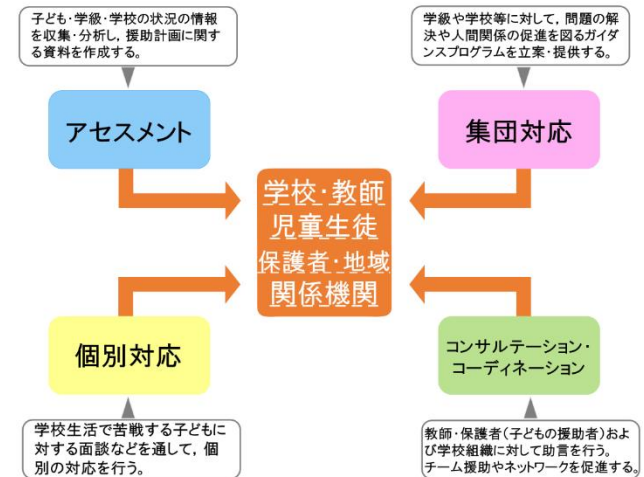 子ども・学級・学校の状況の情報
を収集・分析し，援助計画に関す
る資料を作成する。
学級や学校等に対して，問題の解
決や人間関係の促進を図るガイダ
ンスプログラムを立案・提供する。
アセスメント
集団対応
学校・教師
児童生徒
保護者・地域
関係機関
個別対応
コンサルテーション・
コーディネーション
学校生活で苦戦する子どもに
対する面談などを通して，個
別の対応を行う。
教師・保護者（子どもの援助者）およ
び学校組織に対して助言を行う。
チーム援助やネットワークを促進する。